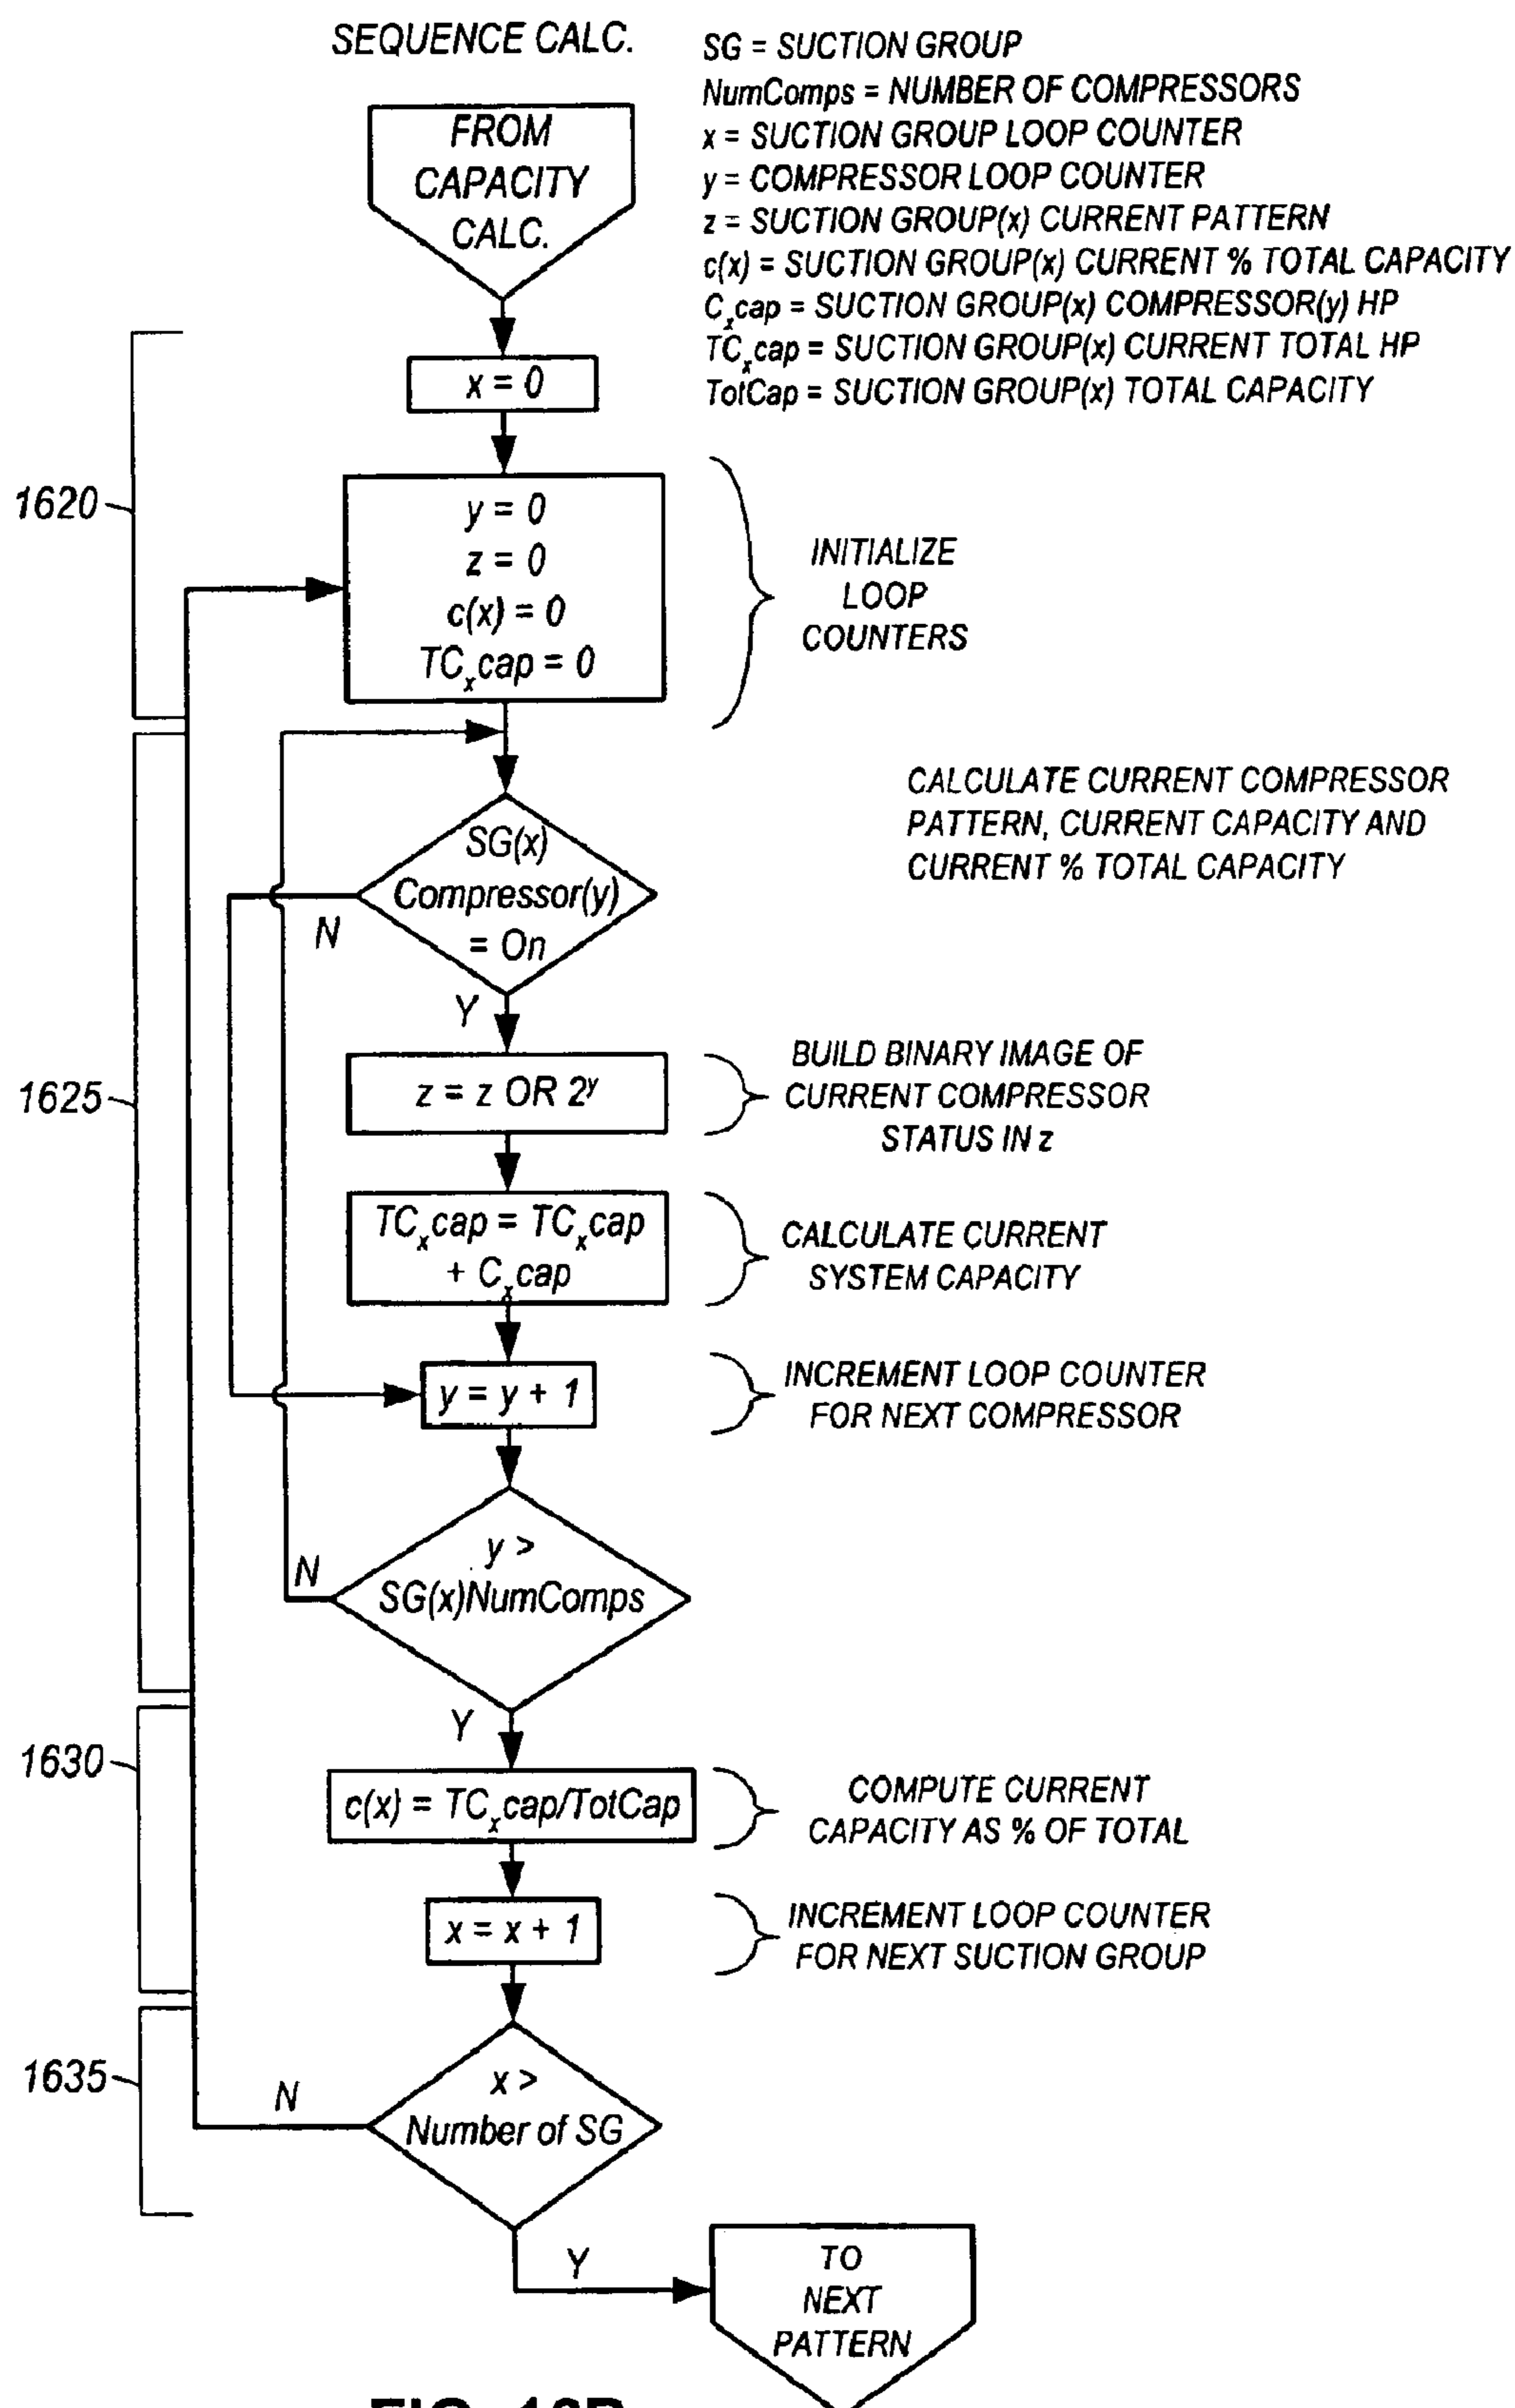 SEQUENCE CALC.
SG = SUCTION GROUP
NumComps = NUMBER OF COMPRESSORS
x = SUCTION GROUP LOOP COUNTER
y = COMPRESSOR LOOP COUNTER
z = SUCTION GROUP(x) CURRENT PATTERN
c(x) = SUCTION GROUP(x) CURRENT % TOTAL CAPACITY
Cₓcap = SUCTION GROUP(x) COMPRESSOR(y) HP
TCₓcap = SUCTION GROUP(x) CURRENT TOTAL HP
TotCap = SUCTION GROUP(x) TOTAL CAPACITY
FROM
CAPACITY
CALC.
x = 0
1620
y = 0
z = 0
c(x) = 0
TCₓcap = 0
INITIALIZE
LOOP
COUNTERS
CALCULATE CURRENT COMPRESSOR
PATTERN, CURRENT CAPACITY AND
CURRENT % TOTAL CAPACITY
SG(x)
Compressor(y)
= On
N
Y
1625
z = z OR 2ʸ
BUILD BINARY IMAGE OF
CURRENT COMPRESSOR
STATUS IN z
TCₓcap = TCₓcap
+ Cₓcap
CALCULATE CURRENT
SYSTEM CAPACITY
y = y + 1
INCREMENT LOOP COUNTER
FOR NEXT COMPRESSOR
y >
SG(x)NumComps
N
Y
1630
c(x) = TCₓcap/TotCap
COMPUTE CURRENT
CAPACITY AS % OF TOTAL
x = x + 1
INCREMENT LOOP COUNTER
FOR NEXT SUCTION GROUP
1635
x >
Number of SG
N
Y
TO
NEXT
PATTERN